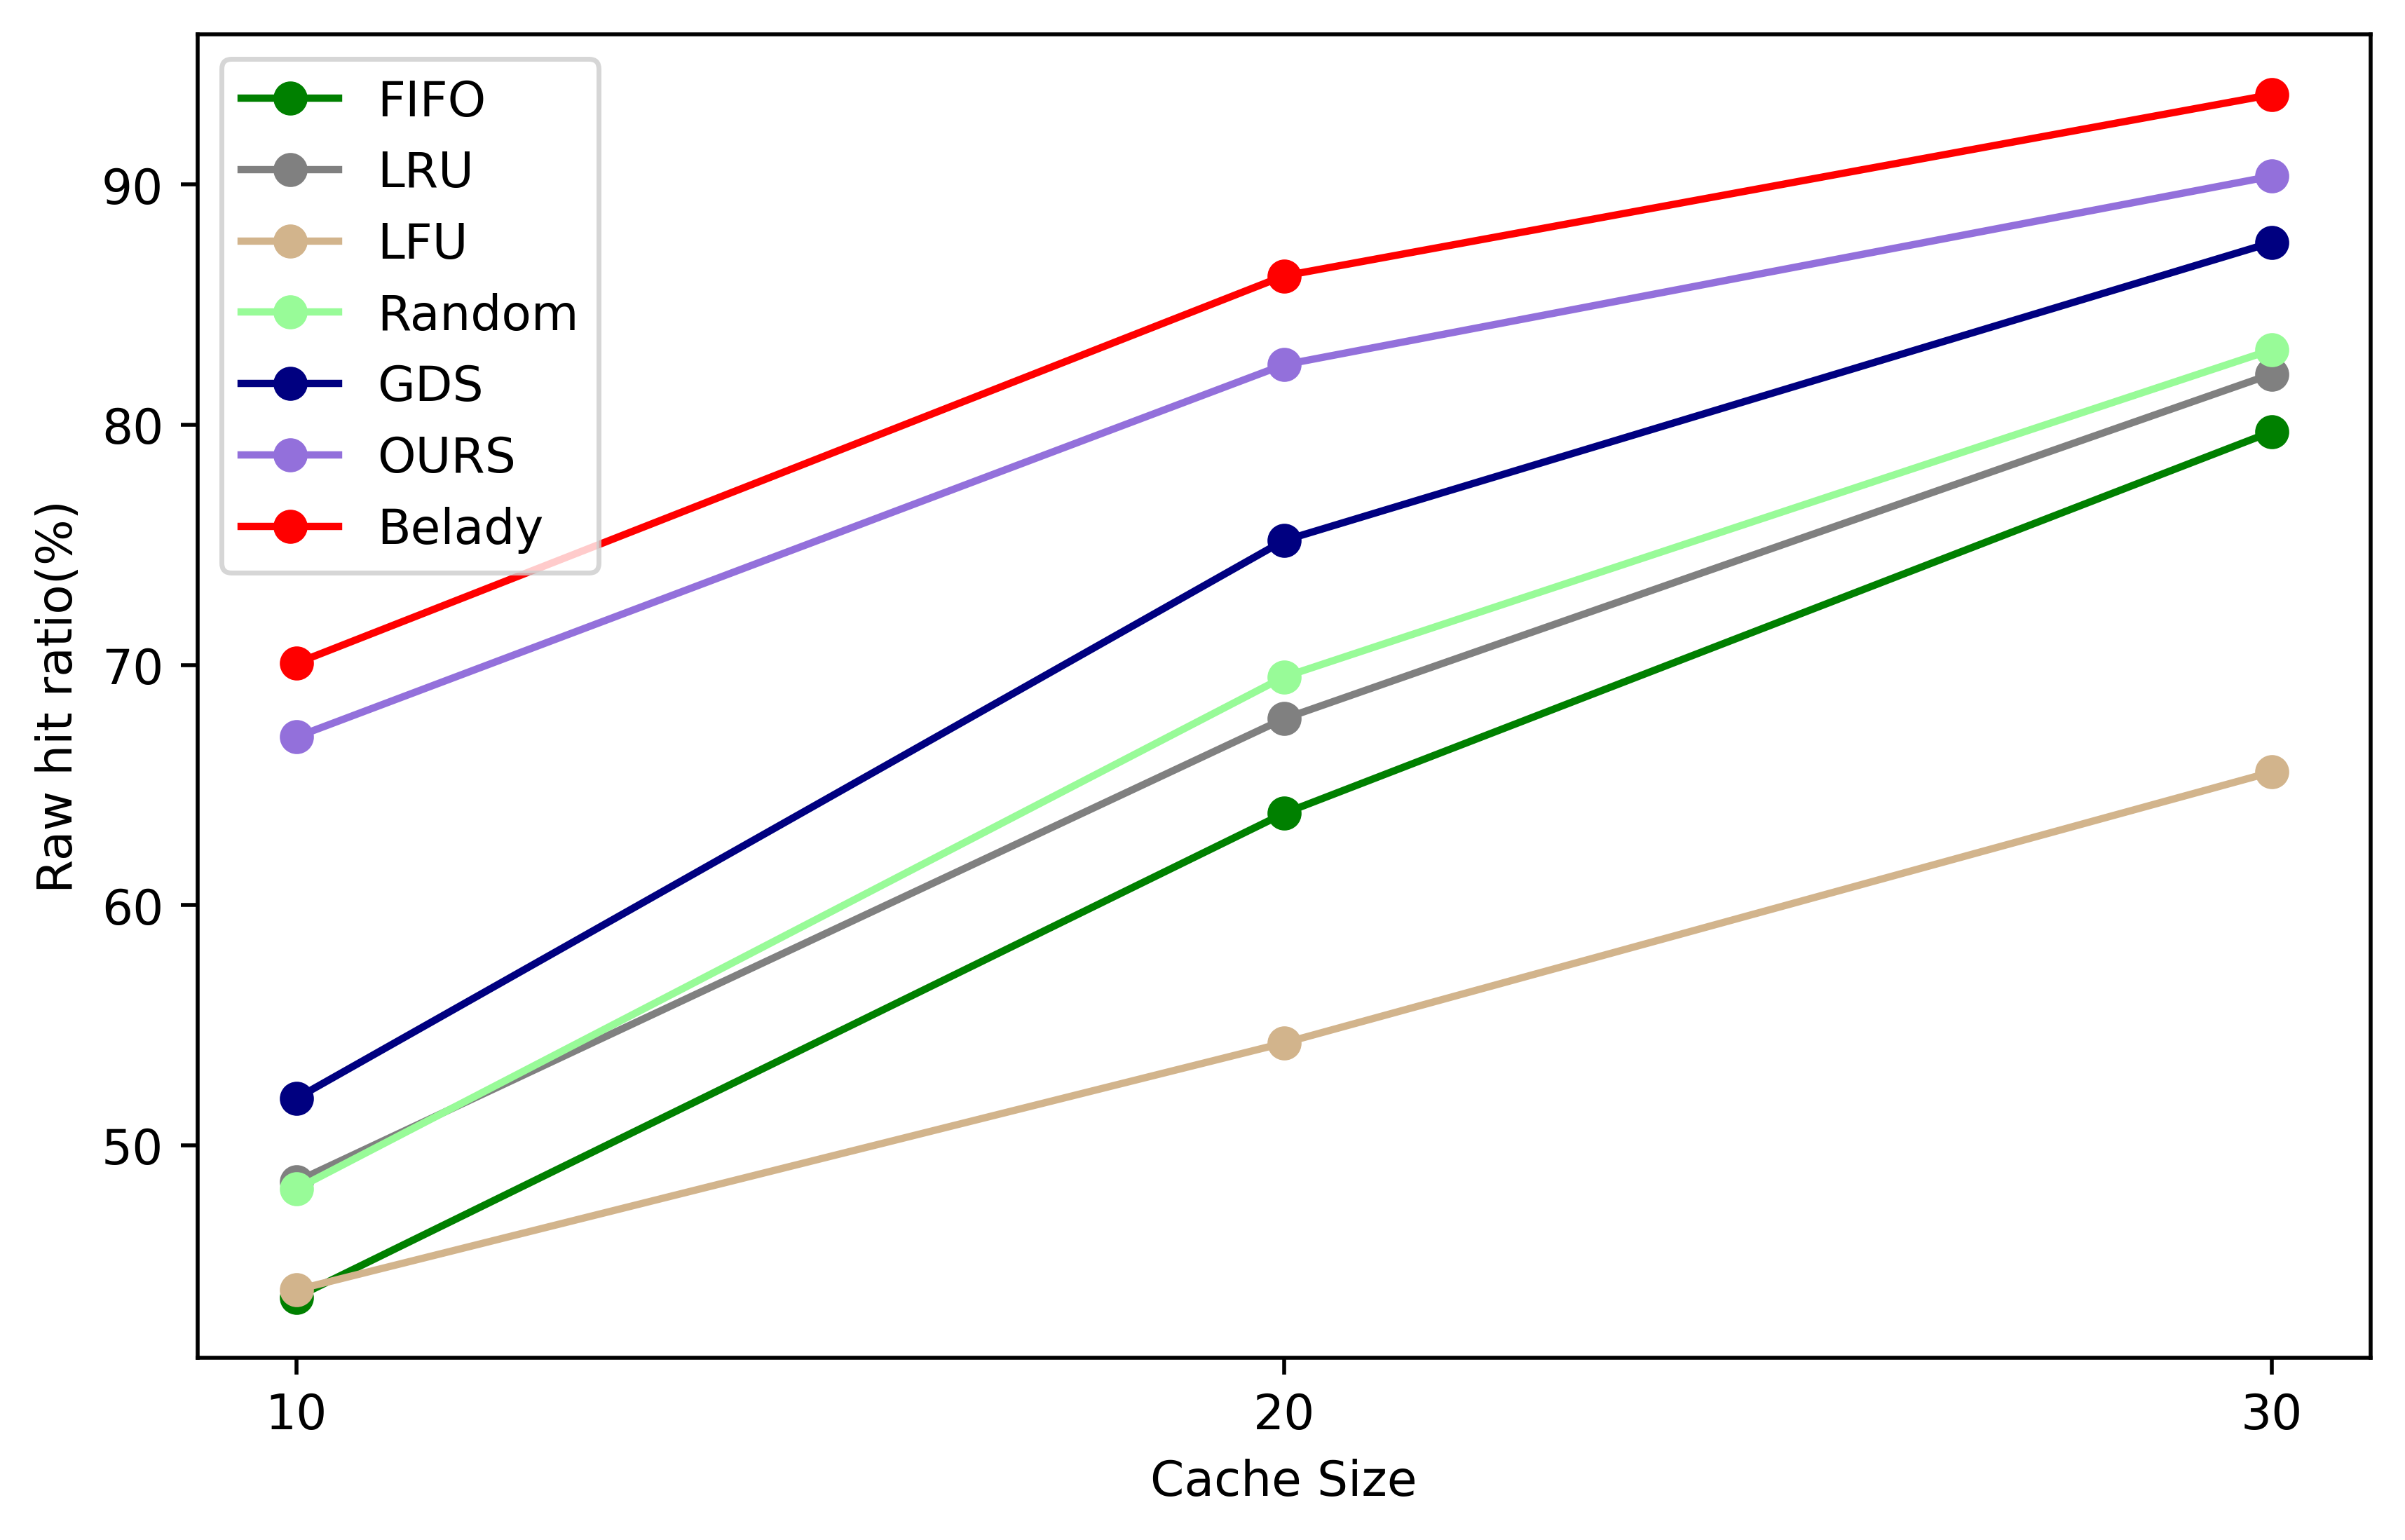 FIFO
LRU
LFU
Random
GDS
OURS
Belady
90
80
70
60
50
Raw hit ratio(%)
10 20 30
Cache Size